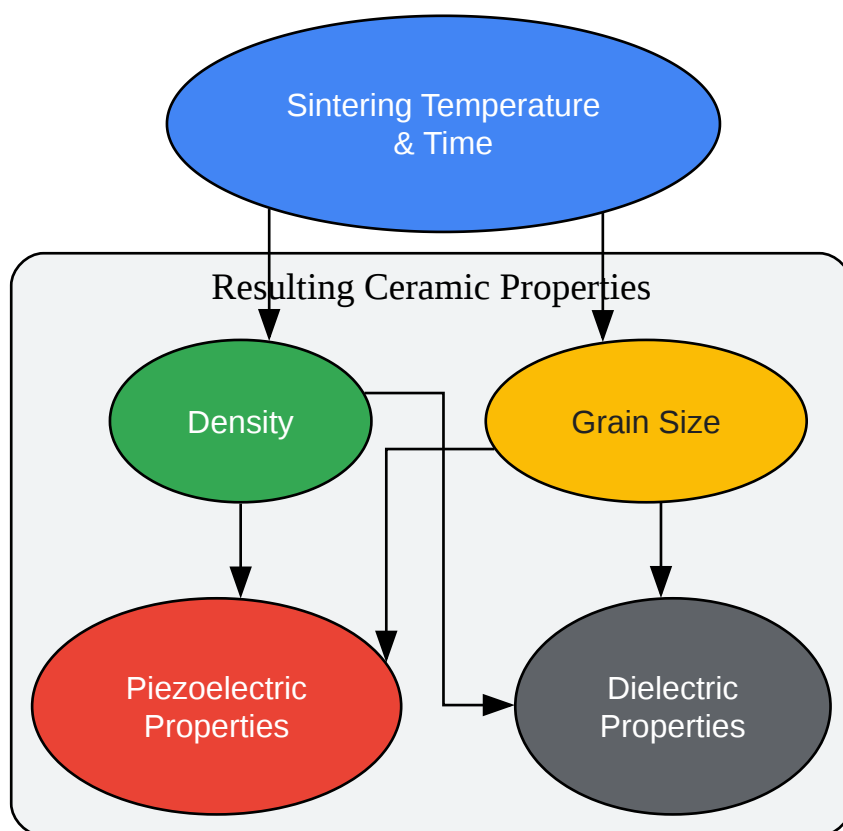 Sintering Temperature
& Time
Resulting Ceramic Properties
Density
Grain Size
Piezoelectric
Properties
Dielectric
Properties